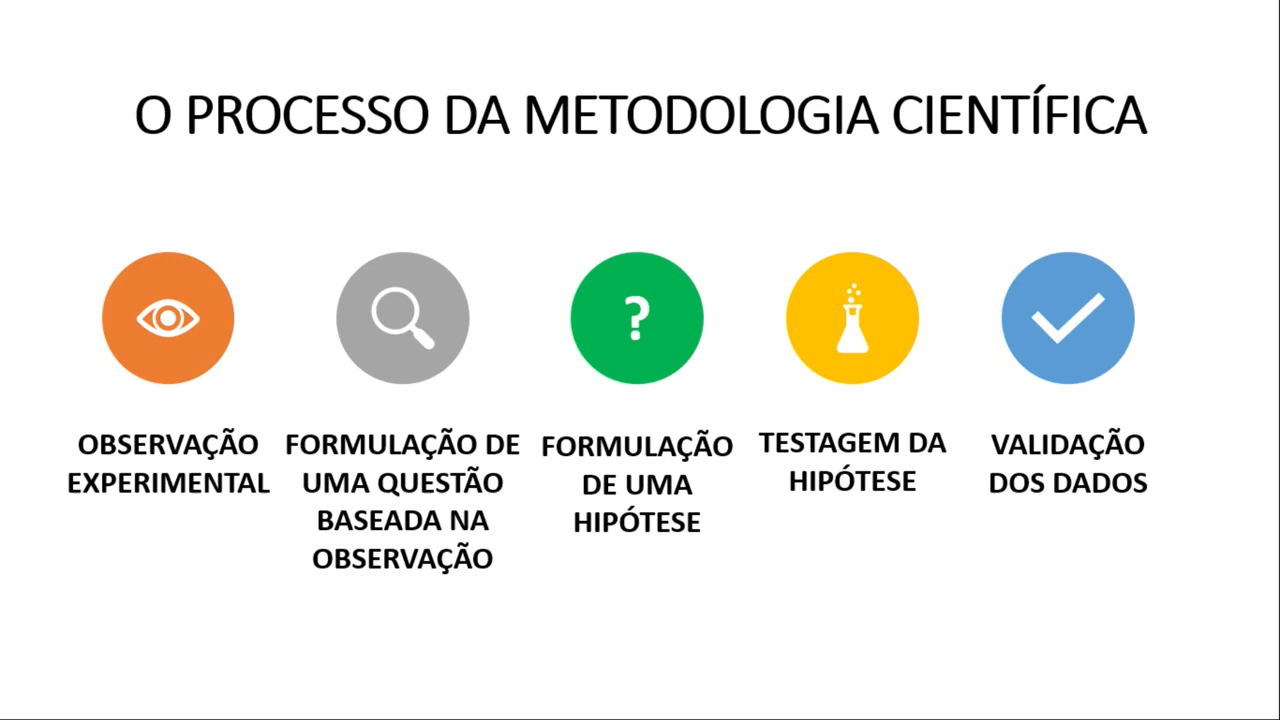 O PROCESSO DA METODOLOGIA CIENTÍFICA
?
OBSERVAÇÃO
EXPERIMENTAL
FORMULAÇÃO DE
UMA QUESTÃO
BASEADA NA
OBSERVAÇÃO
FORMULAÇÃO
DE UMA
HIPÓTESE
TESTAGEM DA
HIPÓTESE
VALIDAÇÃO
DOS DADOS